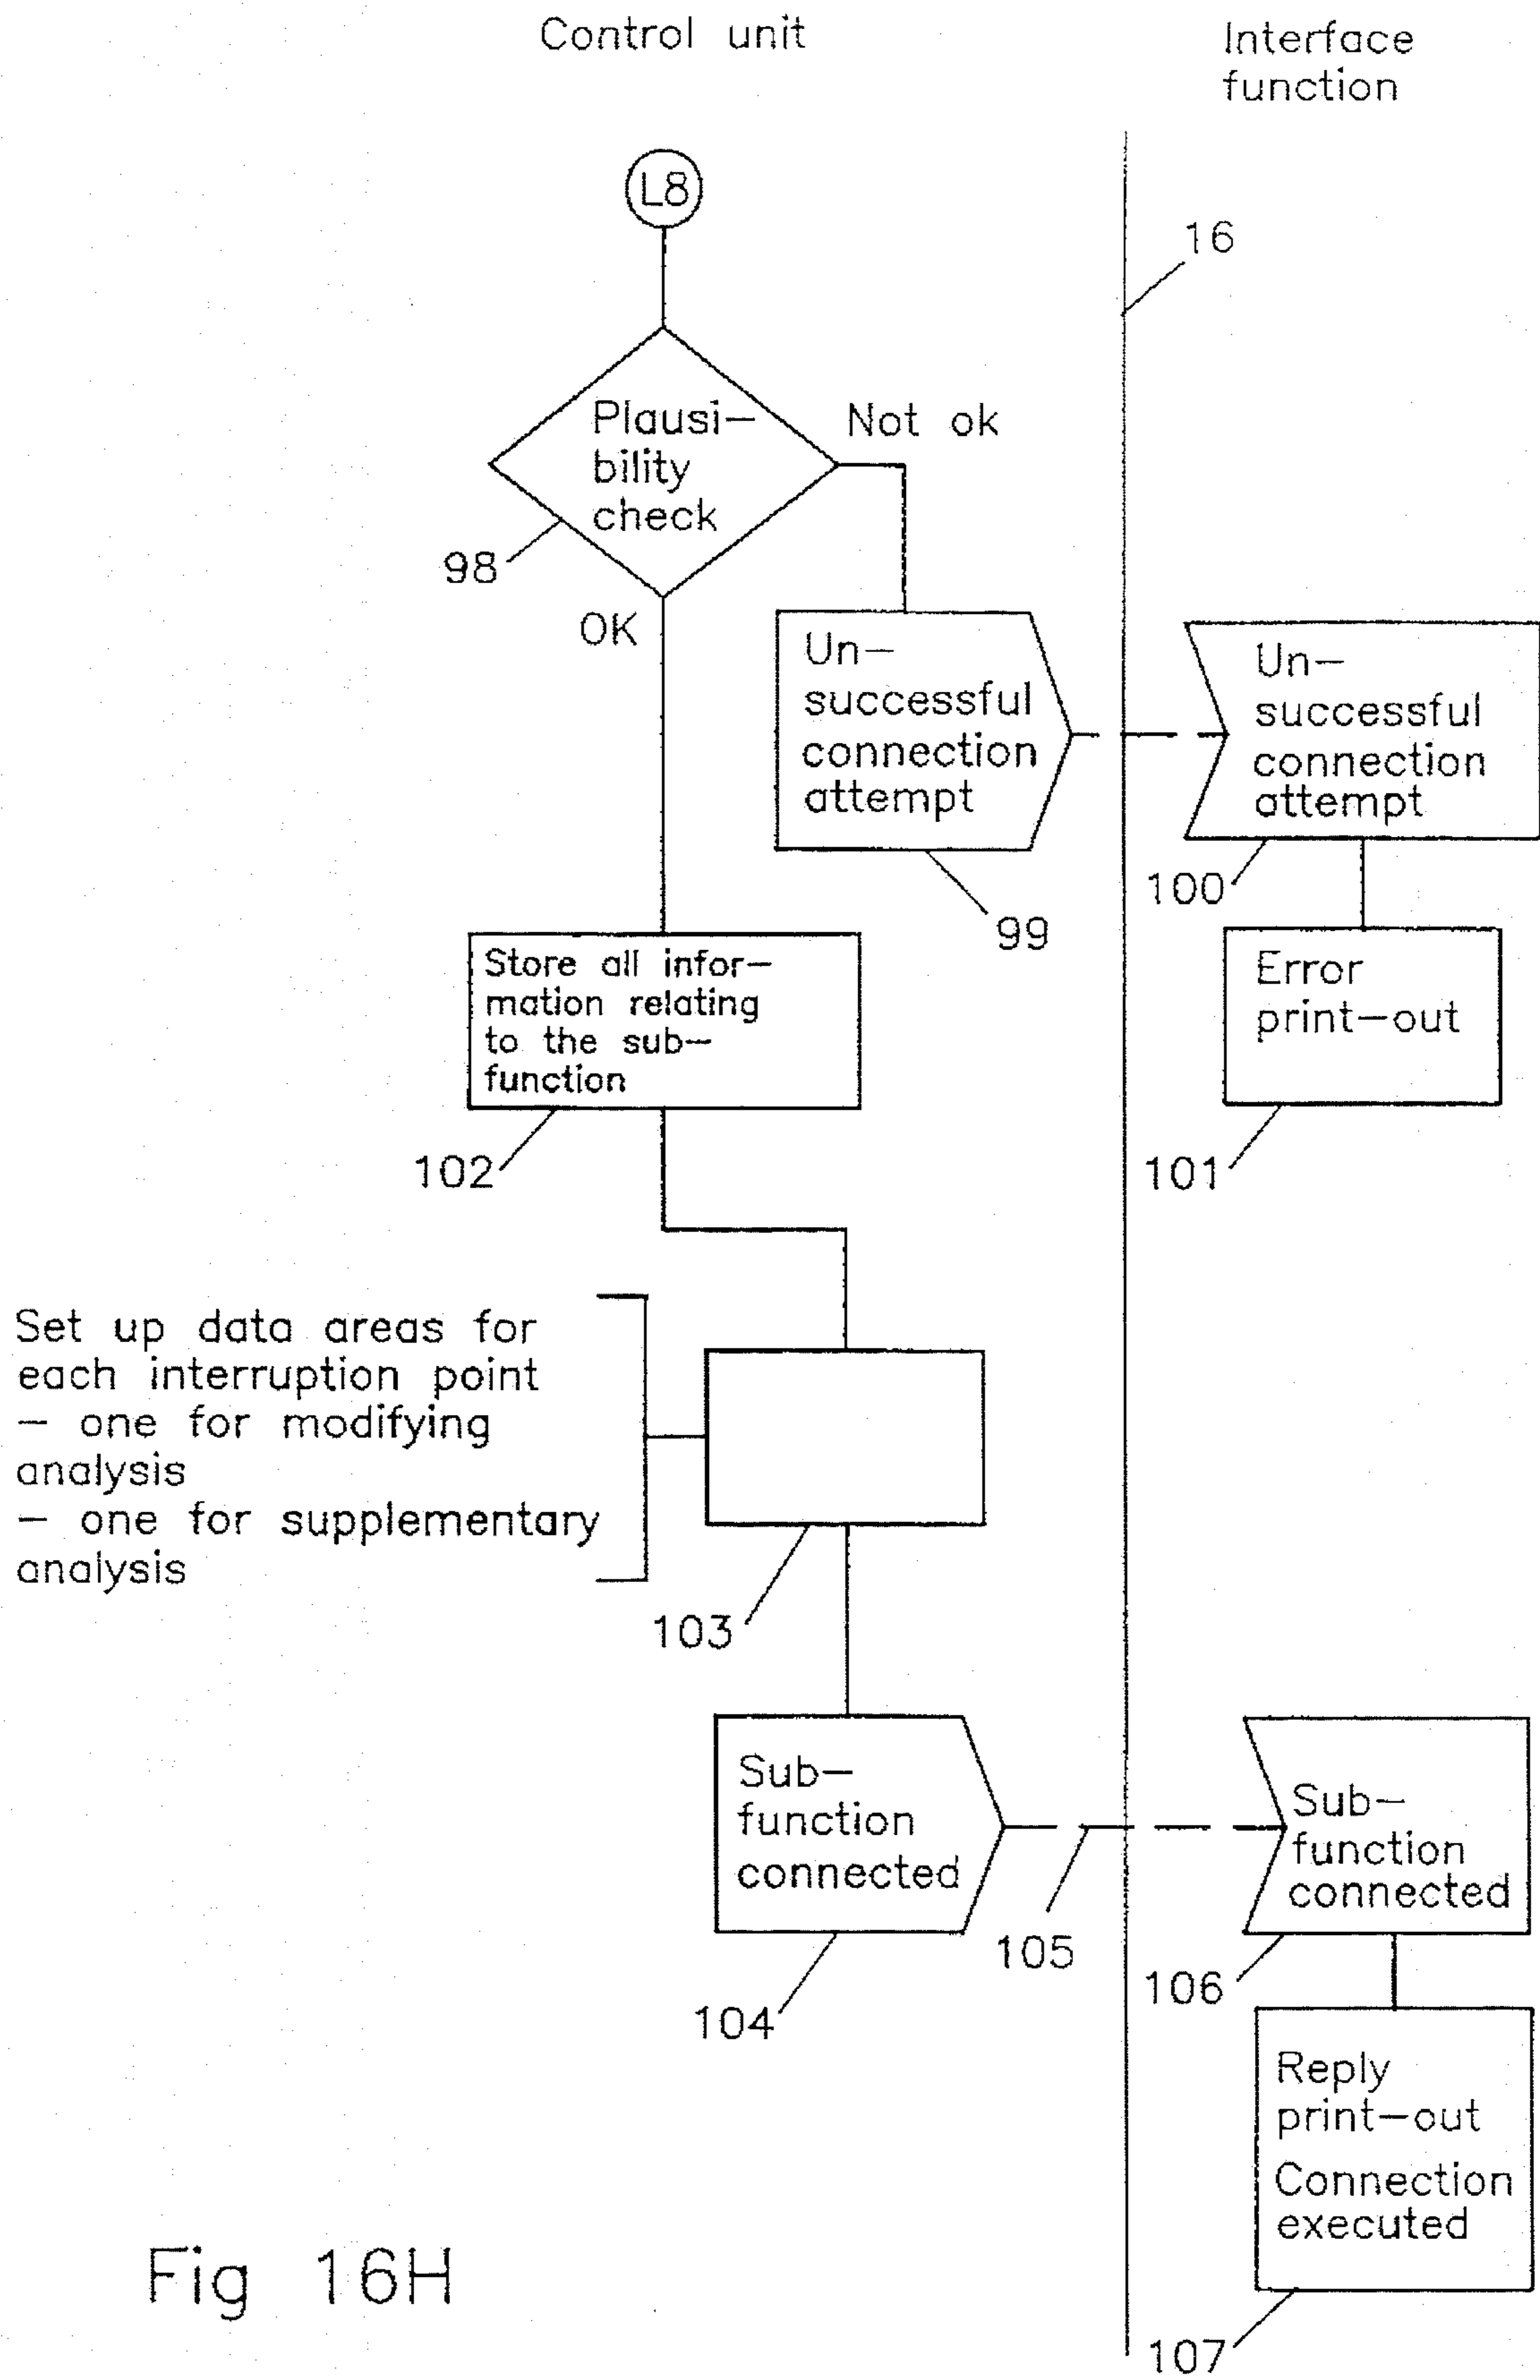 Control unit
Interface
function
L8
16
Plausi–
bility
check
Not ok
98
OK
Un–
successful
connection
attempt
99
Un–
successful
connection
attempt
100
Error
print–out
101
Store all infor–
mation relating
to the sub–
function
102
Set up data areas for
each interruption point
– one for modifying
analysis
– one for supplementary
analysis
103
Sub–
function
connected
104
105
Sub–
function
connected
106
Reply
print–out
Connection
executed
107
Fig 16H